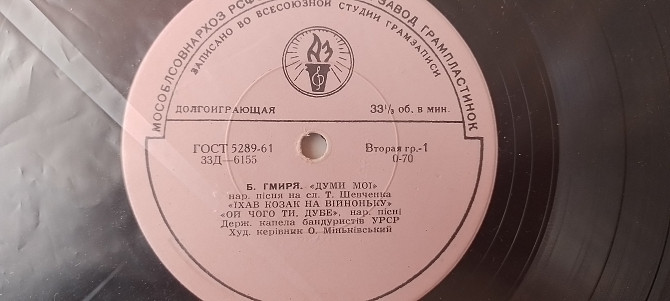 МОСОБЛСОВНАРХОЗ РСФ
ЗАВОД ГРАМПЛАСТИНОК
ЗАПИСАНО ВО ВСЕСОЮЗНОЙ СТУДИИ ГРАМЗАПИСИ
ДОЛГОИГРАЮЩАЯ 33⅓ об. в мин.
ГОСТ 5289-61 Вторая гр.-1
33Д—6155 0-70
Б. ГМИРЯ. «ДУМИ МОЇ»
нар. пісня на сл. Т. Шевченка
«ЇХАВ КОЗАК НА ВІЙНОНЬКУ»
«ОЙ ЧОГО ТИ, ДУБЕ», нар. пісні
Держ. капела бандуристів УРСР
Худ. керівник О. Міньківський